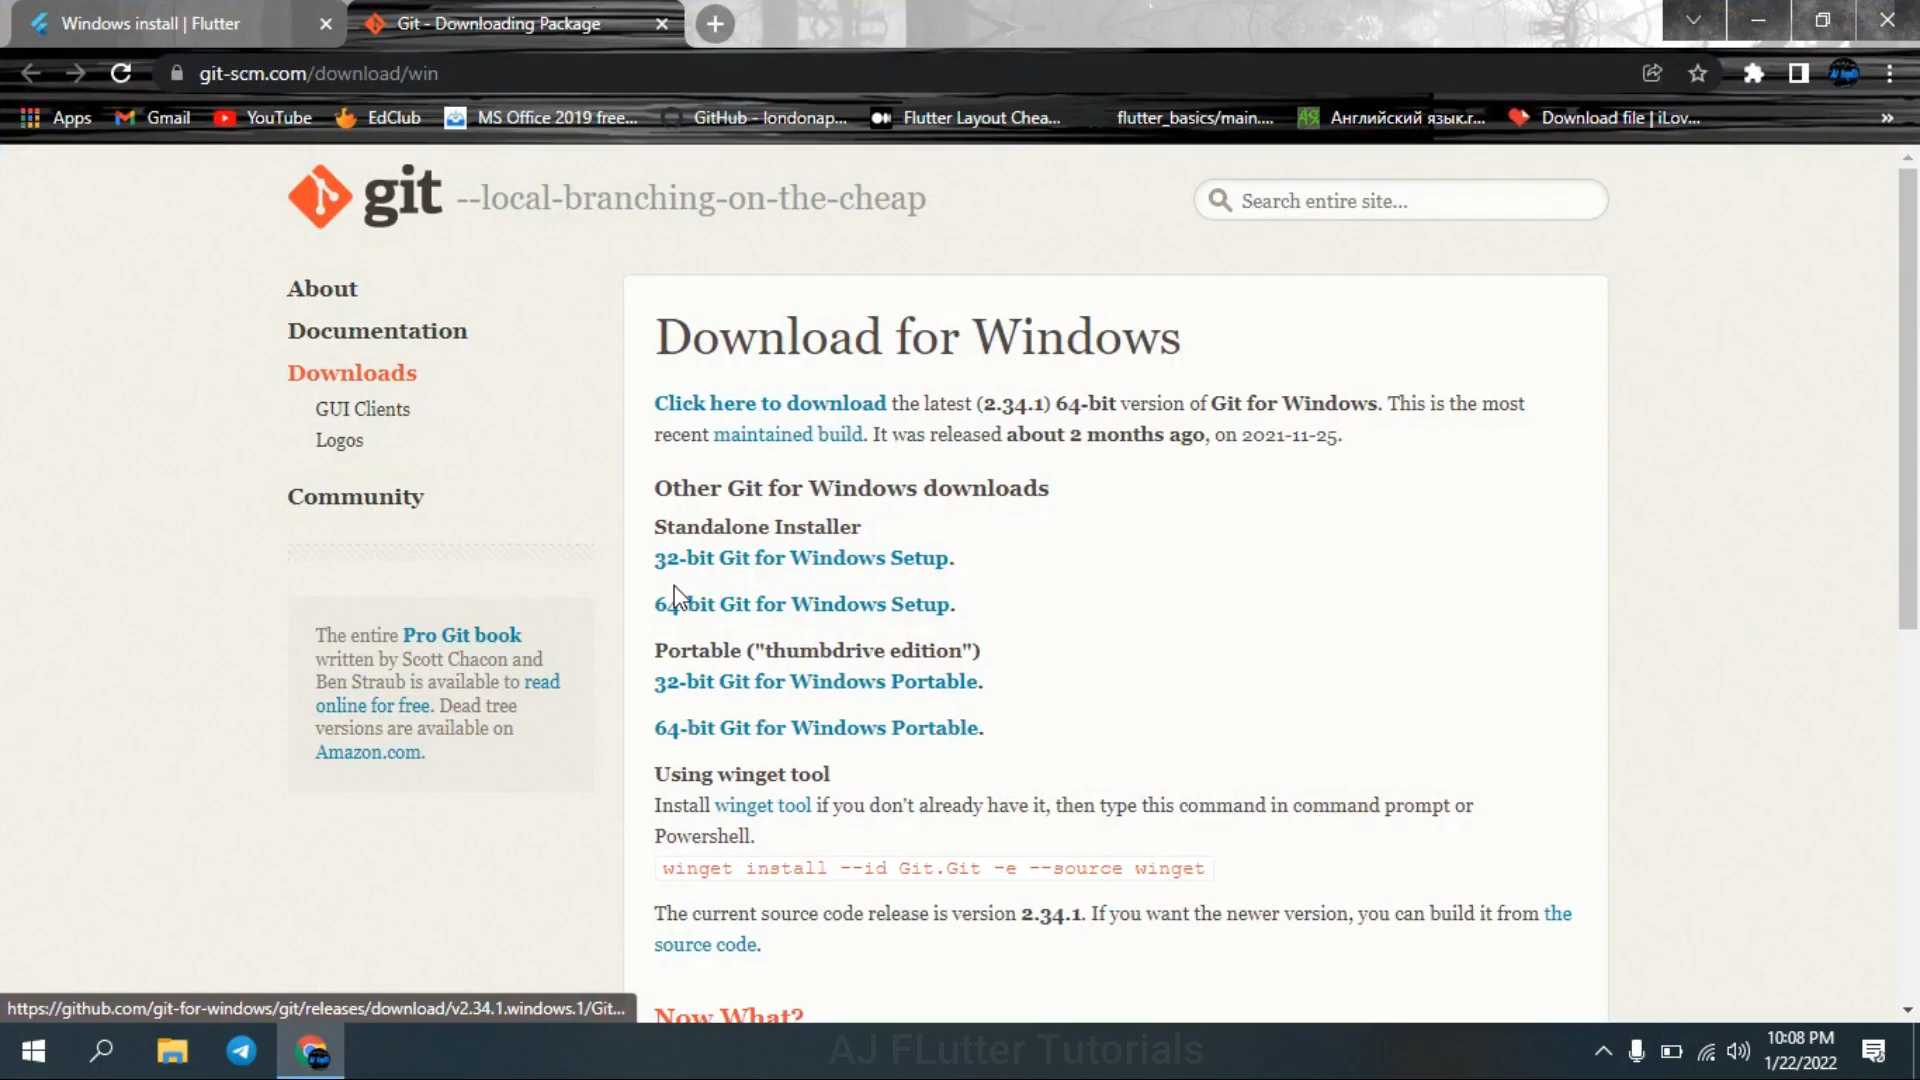 Windows install | Flutter
Git - Downloading Package
git-scm.com/download/win
Apps
Gmail
YouTube
EdClub
MS Office 2019 free...
GitHub - londonap...
Flutter Layout Chea...
flutter_basics/main....
Английский язык.r...
Download file | iLov...
»
git --local-branching-on-the-cheap
Search entire site...
About
Documentation
Downloads
GUI Clients
Logos
Community
The entire Pro Git book
written by Scott Chacon and
Ben Straub is available to read
online for free. Dead tree
versions are available on
Amazon.com.
Download for Windows
Click here to download the latest (2.34.1) 64-bit version of Git for Windows. This is the most
recent maintained build. It was released about 2 months ago, on 2021-11-25.
Other Git for Windows downloads
Standalone Installer
32-bit Git for Windows Setup.
64-bit Git for Windows Setup.
Portable ("thumbdrive edition")
32-bit Git for Windows Portable.
64-bit Git for Windows Portable.
Using winget tool
Install winget tool if you don't already have it, then type this command in command prompt or
Powershell.
winget install --id Git.Git -e --source winget
The current source code release is version 2.34.1. If you want the newer version, you can build it from the
source code.
Now What?
https://github.com/git-for-windows/git/releases/download/v2.34.1.windows.1/Git...
AJ FLutter Tutorials
10:08 PM
1/22/2022